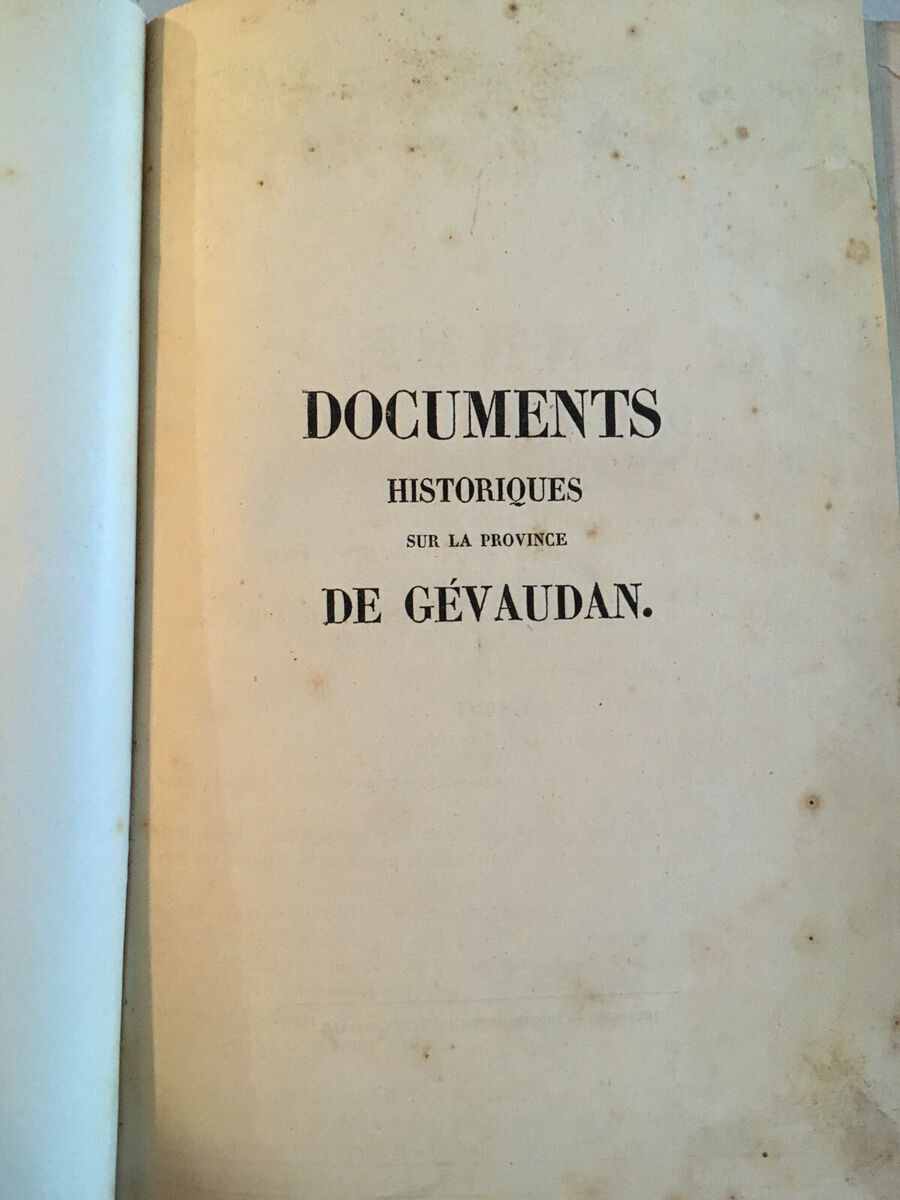 DOCUMENTS
HISTORIQUES
SUR LA PROVINCE
DE GÉVAUDAN.